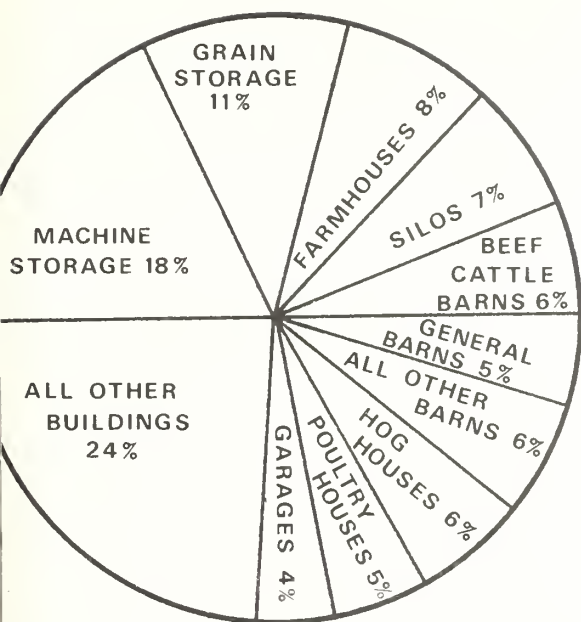 GRAIN
STORAGE
11%
FARMHOUSES 8%
SILOS 7%
BEEF
CATTLE
BARNS 6%
GENERAL
BARNS 5%
ALL OTHER
BARNS 6%
HOG
HOUSES 6%
POULTRY
HOUSES 5%
GARAGES 4%
ALL OTHER
BUILDINGS
24%
MACHINE
STORAGE 18%